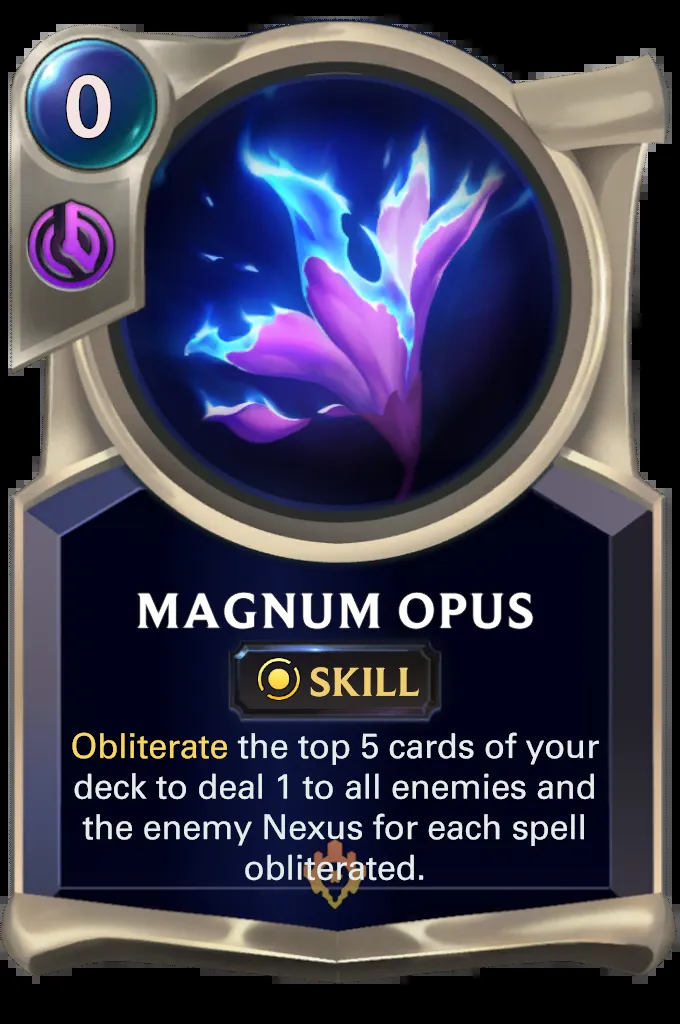 0
MAGNUM OPUS
SKILL
Obliterate the top 5 cards of your
deck to deal 1 to all enemies and
the enemy Nexus for each spell
obliterated.